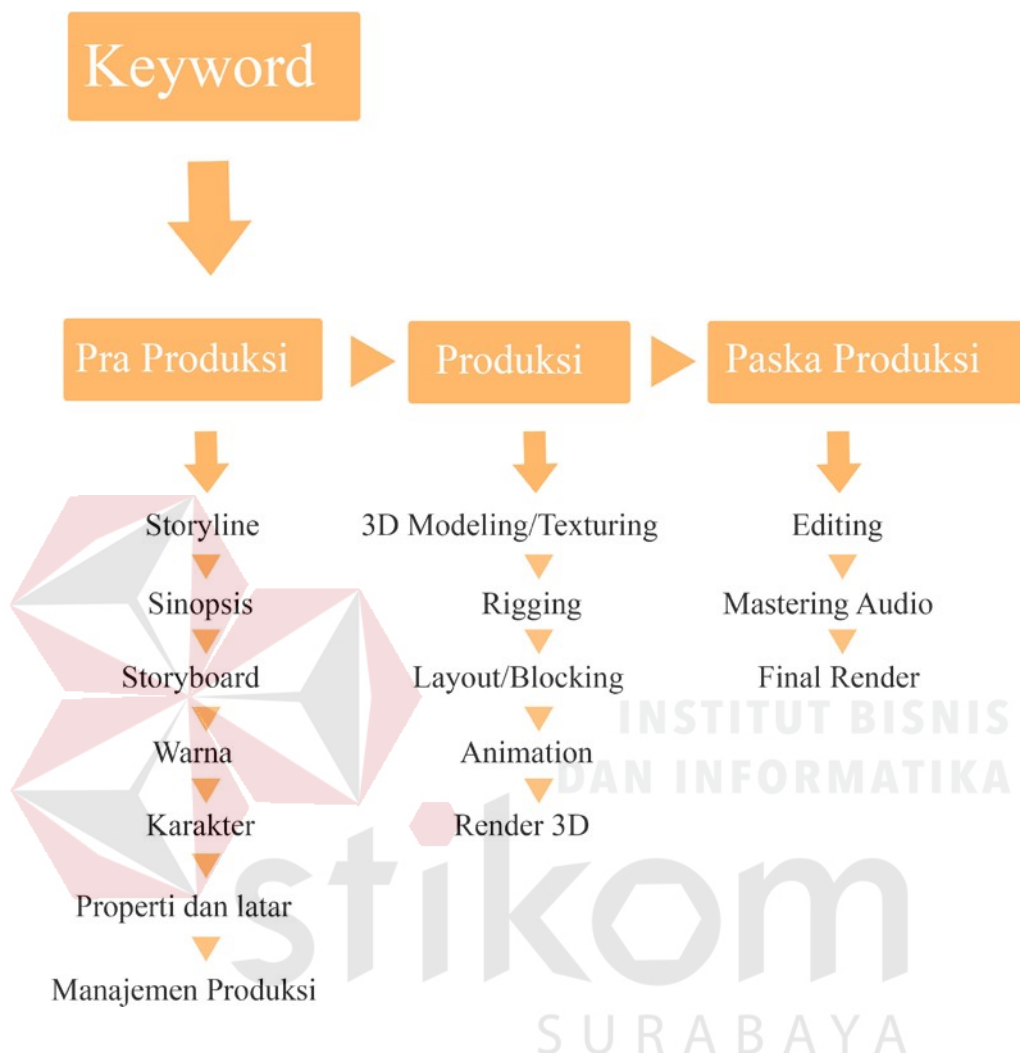 Keyword
Pra Produksi
Produksi
Paska Produksi
Storyline
Sinopsis
Storyboard
Warna
Karakter
Properti dan latar
Manajemen Produksi
3D Modeling/Texturing
Rigging
Layout/Blocking
Animation
Render 3D
Editing
Mastering Audio
Final Render
INSTITUT BISNIS
DAN INFORMATIKA
stikom
SURABAYA